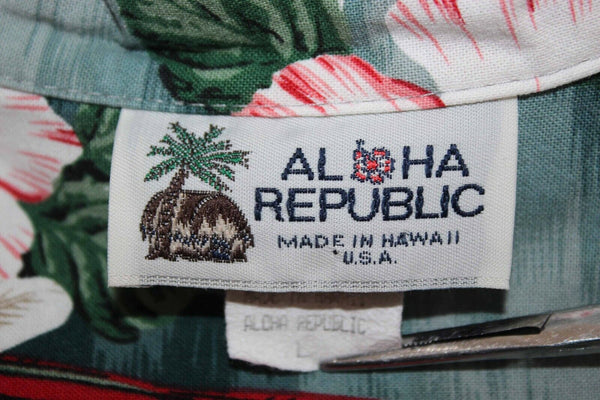 ALOHA
REPUBLIC
MADE IN HAWAII
U.S.A.
ALOHA REPUBLIC
L